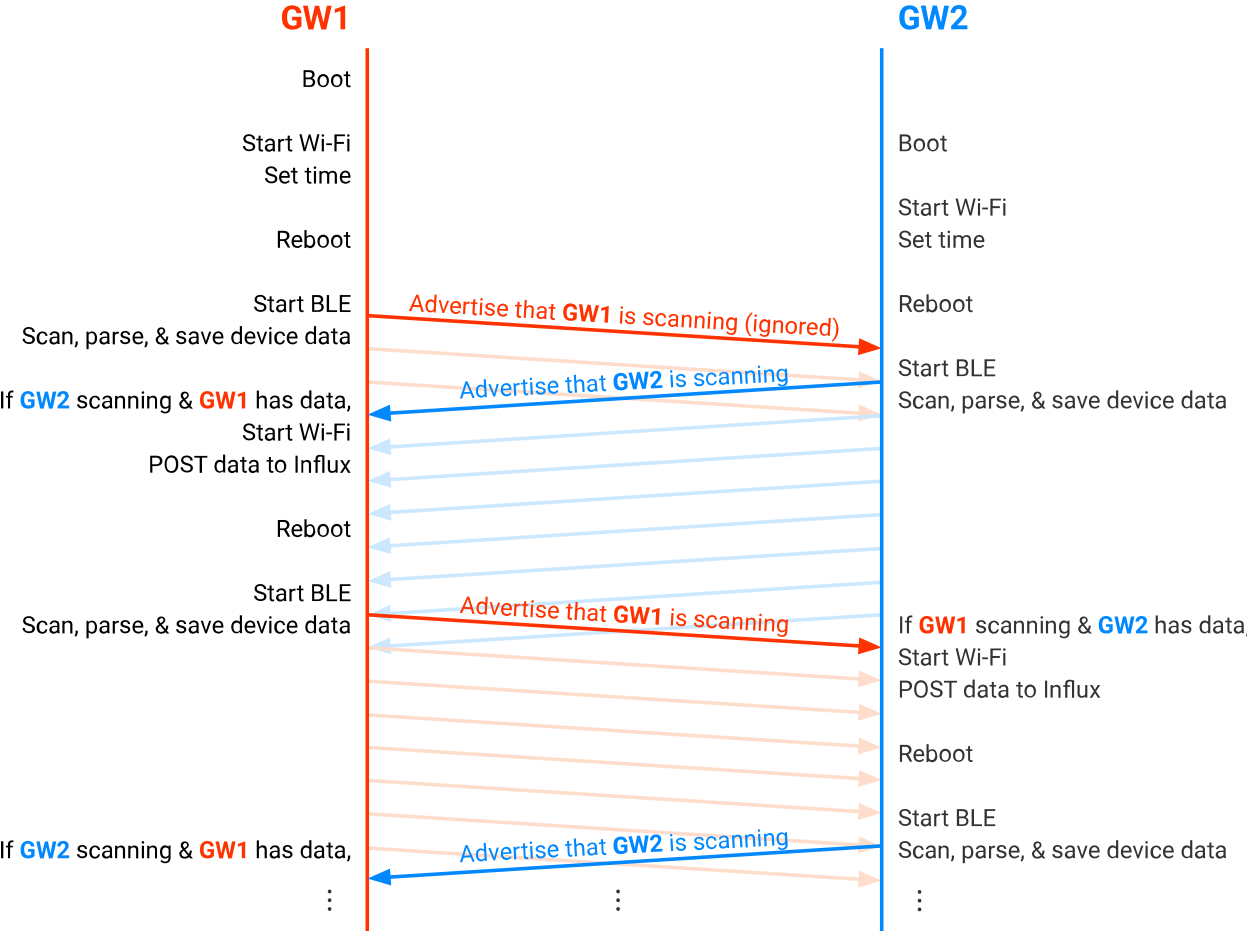 GW1
GW2
Boot
Start Wi-Fi
Boot
Set time
Start Wi-Fi
Reboot
Set time
Start BLE
Advertise that GW1 is scanning (ignored)
Reboot
Scan, parse, & save device data
Start BLE
Advertise that GW2 is scanning
If GW2 scanning & GW1 has data,
Scan, parse, & save device data
Start Wi-Fi
POST data to Influx
Reboot
Start BLE
Advertise that GW1 is scanning
Scan, parse, & save device data
If GW1 scanning & GW2 has data,
Start Wi-Fi
POST data to Influx
Reboot
Start BLE
Advertise that GW2 is scanning
If GW2 scanning & GW1 has data,
Scan, parse, & save device data